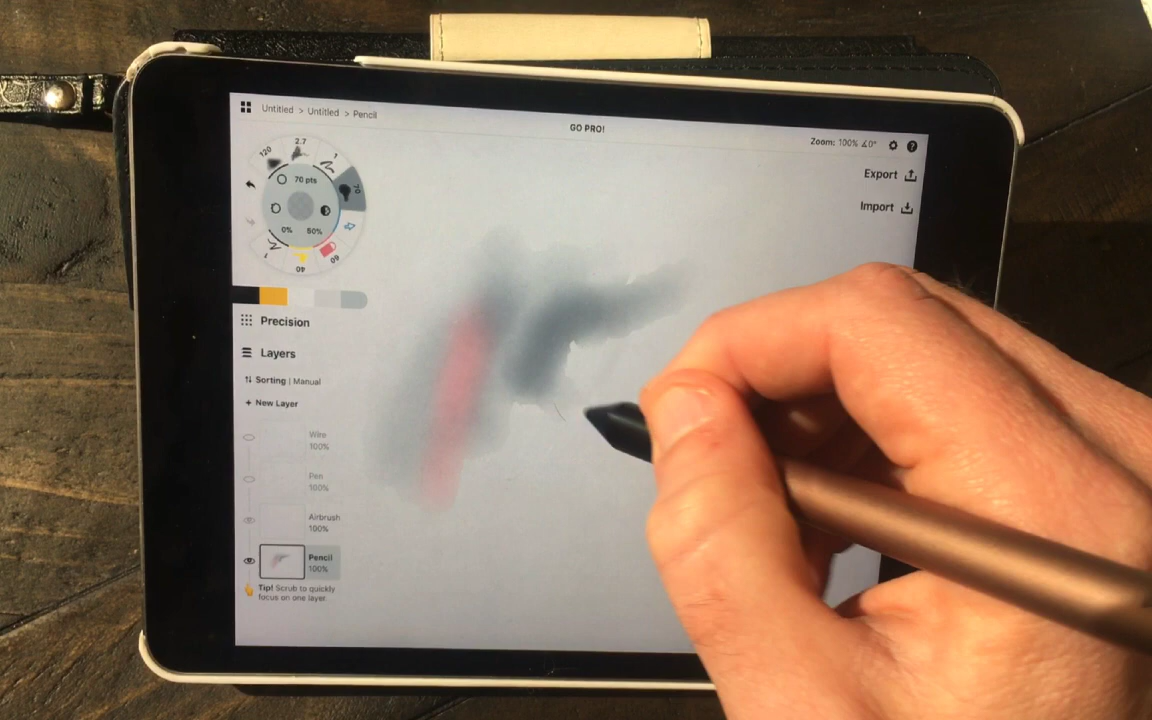 Untitled > Untitled > Pencil
GO PRO!
Zoom: 100% ∡0°
Export
Import
120
2.7
1
70
70 pts
0%
50%
60
40
Precision
Layers
Sorting | Manual
+ New Layer
Wire
100%
Pen
100%
Airbrush
100%
Pencil
100%
Tip! Scrub to quickly
focus on one layer